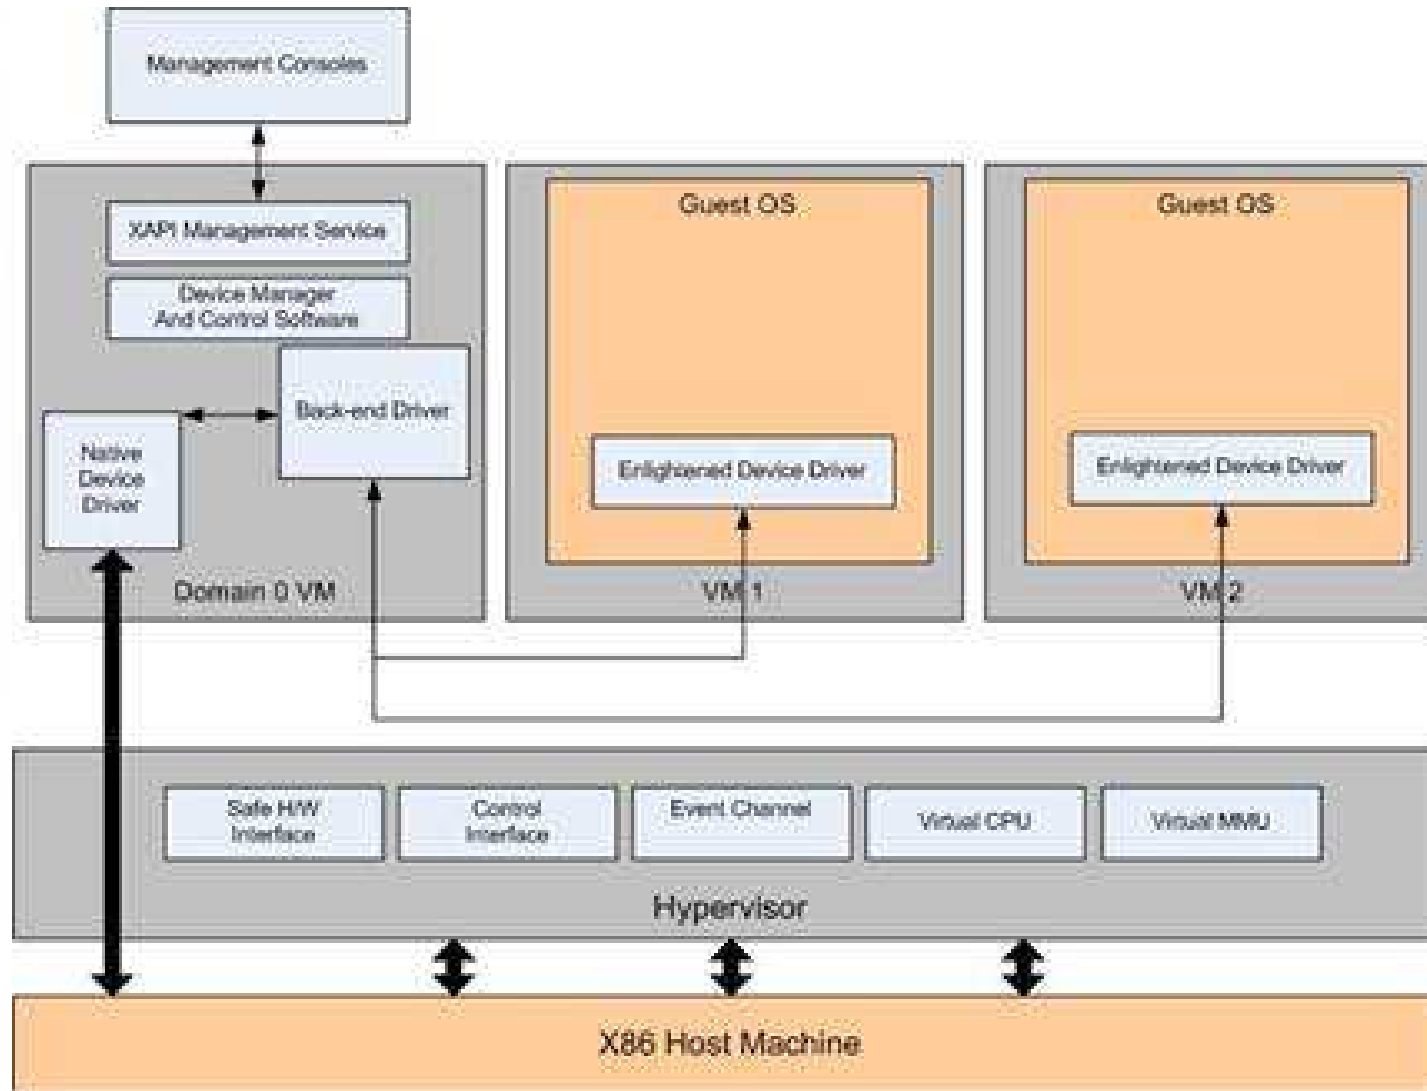 Management Consoles
XAPI Management Service
Device Manager
And Control Software
Back-end Driver
Native
Device
Driver
Domain 0 VM
Guest OS
Enlightened Device Driver
VM 1
Guest OS
Enlightened Device Driver
VM 2
Safe H/W
Interface
Control
Interface
Event Channel
Virtual CPU
Virtual MMU
Hypervisor
X86 Host Machine